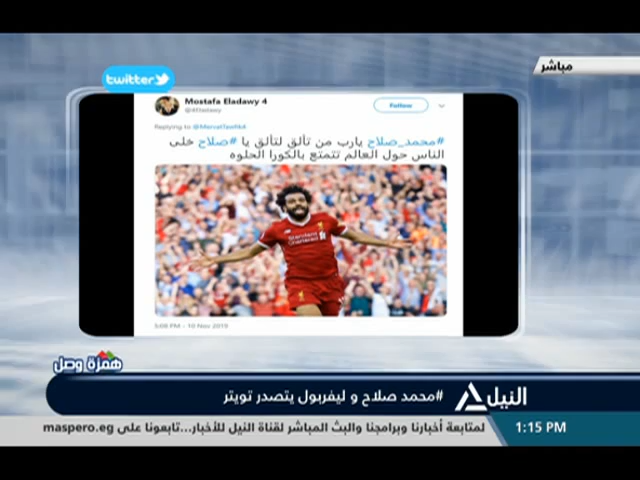 مباشر
twitter
Mostafa Eladawy 4
Follow
Replying to
#محمد_صلاح يارب من تألق لتألق يا #صلاح خلى
الناس حول العالم تتمتع بالكورا الحلوه
Standard
Chartered
5:08 PM - 10 Nov 2019
همزة وصل
#محمد صلاح و ليفربول يتصدر تويتر
النيل
لمتابعة أخبارنا وبرامجنا والبث المباشر لقناة النيل للأخبار...تابعونا على maspero.eg
1:15 PM